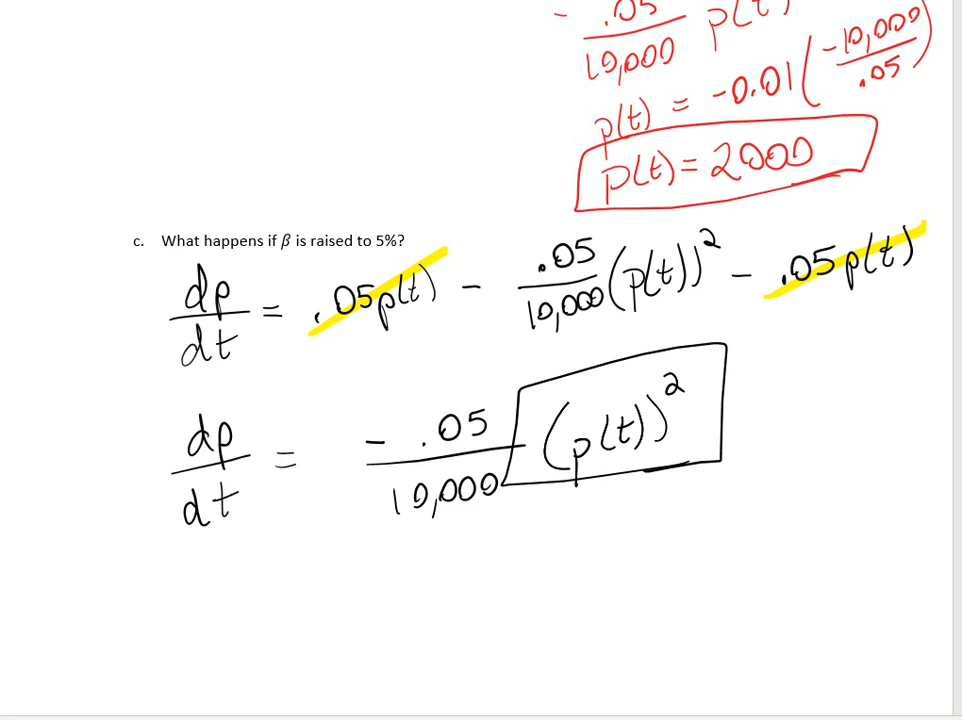 - .05 / 10,000 p(t)
p(t) = -0.01 ( -10,000 / .05 )
p(t) = 2000
c. What happens if β is raised to 5%?
dp/dt = .05p(t) - .05/10,000 (p(t))² - .05p(t)
dp/dt = - .05/10,000 (p(t))²